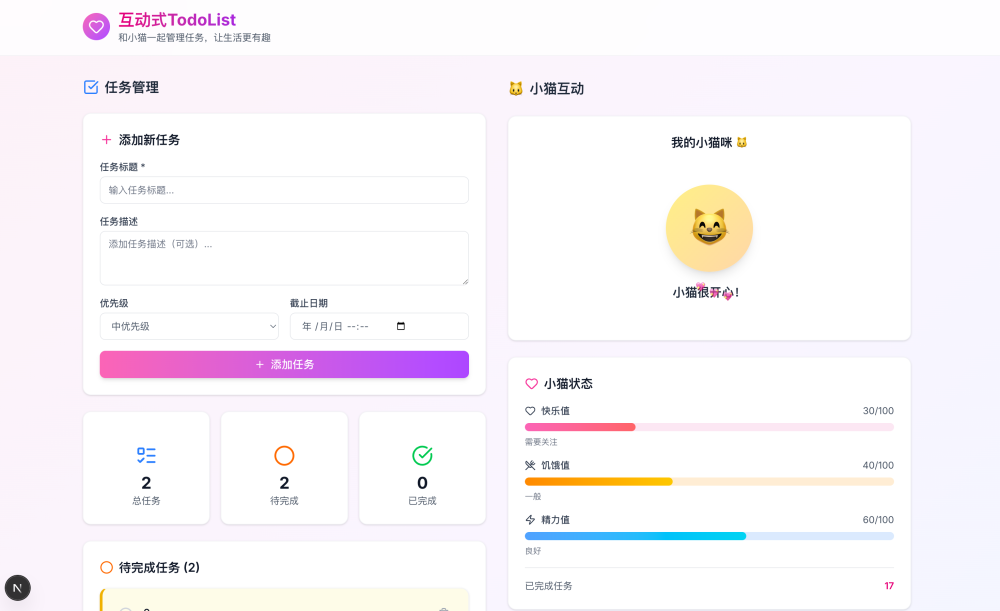 互动式TodoList
和小猫一起管理任务，让生活更有趣
任务管理
添加新任务
任务标题 *
输入任务标题...
任务描述
添加任务描述（可选）...
优先级
截止日期
中优先级
年 /月/日 --:--
+ 添加任务
2
总任务
2
待完成
0
已完成
待完成任务 (2)
小猫互动
我的小猫咪
小猫很开心!
小猫状态
快乐值
30/100
需要关注
饥饿值
40/100
一般
精力值
60/100
良好
已完成任务
17
N